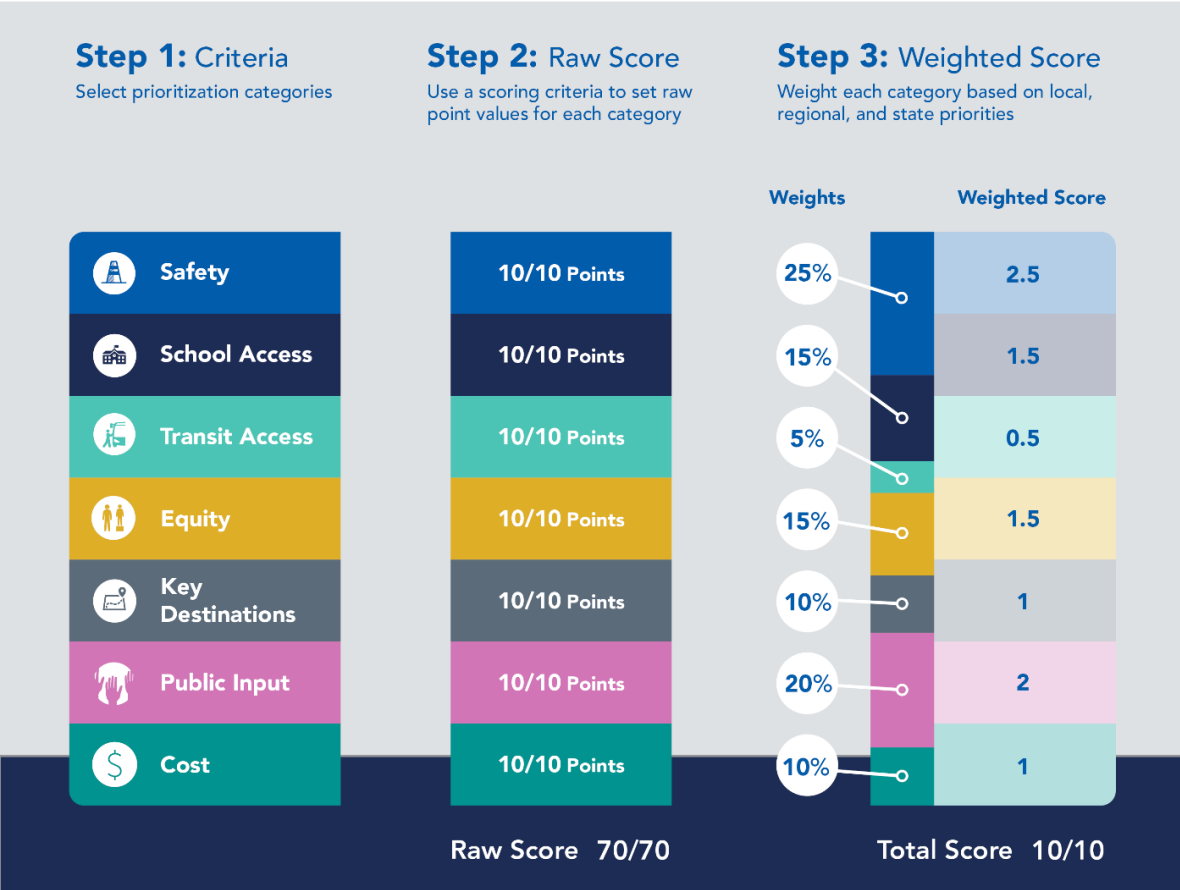 Step 1: Criteria
Select prioritization categories
Step 2: Raw Score
Use a scoring criteria to set raw
point values for each category
Step 3: Weighted Score
Weight each category based on local,
regional, and state priorities
Weights
Weighted Score
Safety
10/10 Points
25%
2.5
School Access
10/10 Points
15%
1.5
Transit Access
10/10 Points
5%
0.5
Equity
10/10 Points
15%
1.5
Key
Destinations
10/10 Points
10%
1
Public Input
10/10 Points
20%
2
$
Cost
10/10 Points
10%
1
Raw Score 70/70
Total Score 10/10